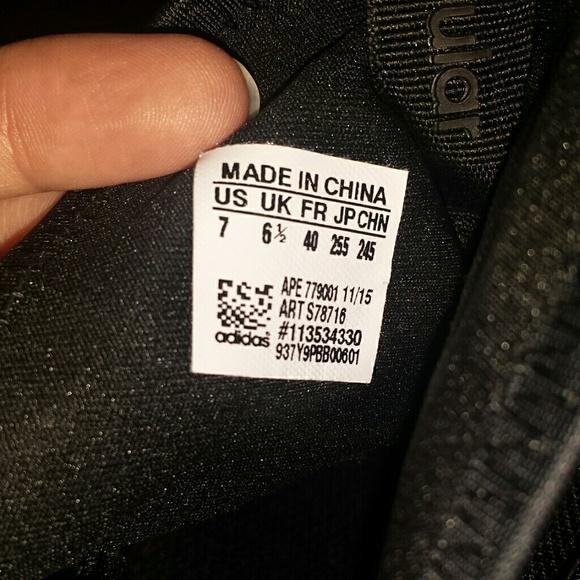 ular
MADE IN CHINA
US UK FR JP CHN
7 6½ 40 255 245
APE 779001 11/15
ART S78716
#113534330
937Y9PBB00601
adidas